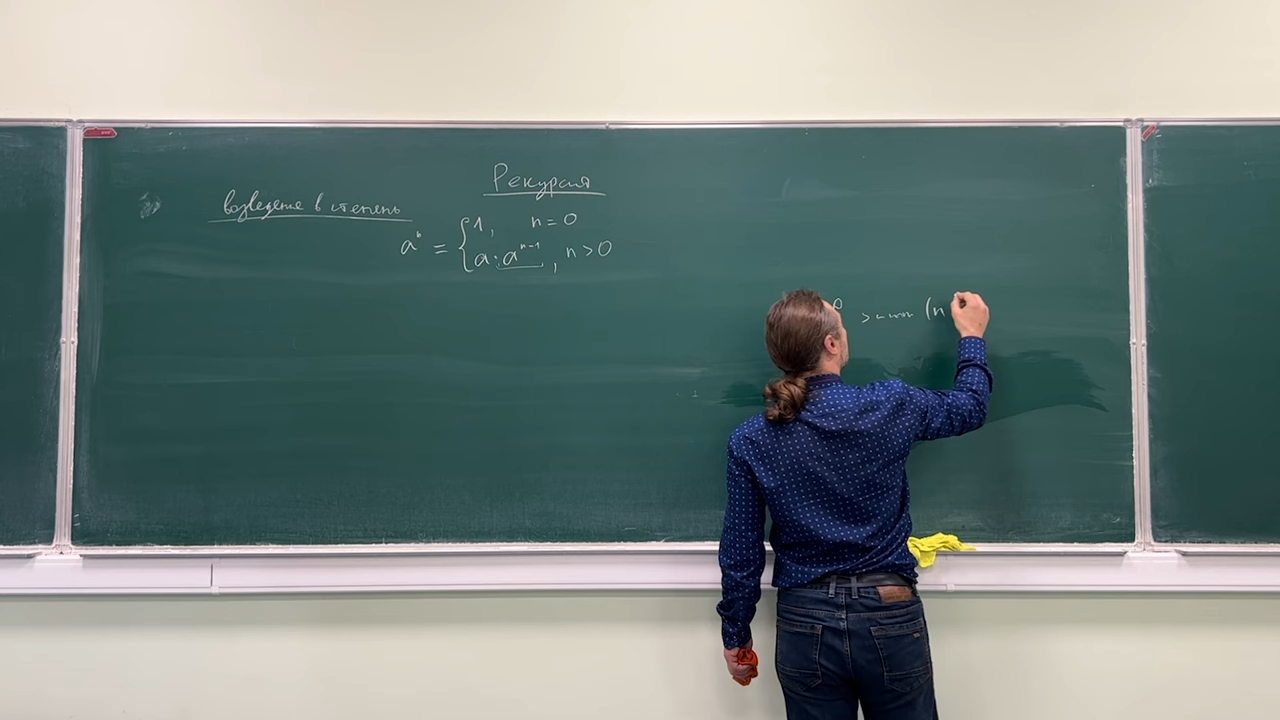 Рекурсия
возведение в степень
aⁿ = { 1, n = 0
a · aⁿ⁻¹, n > 0
(n